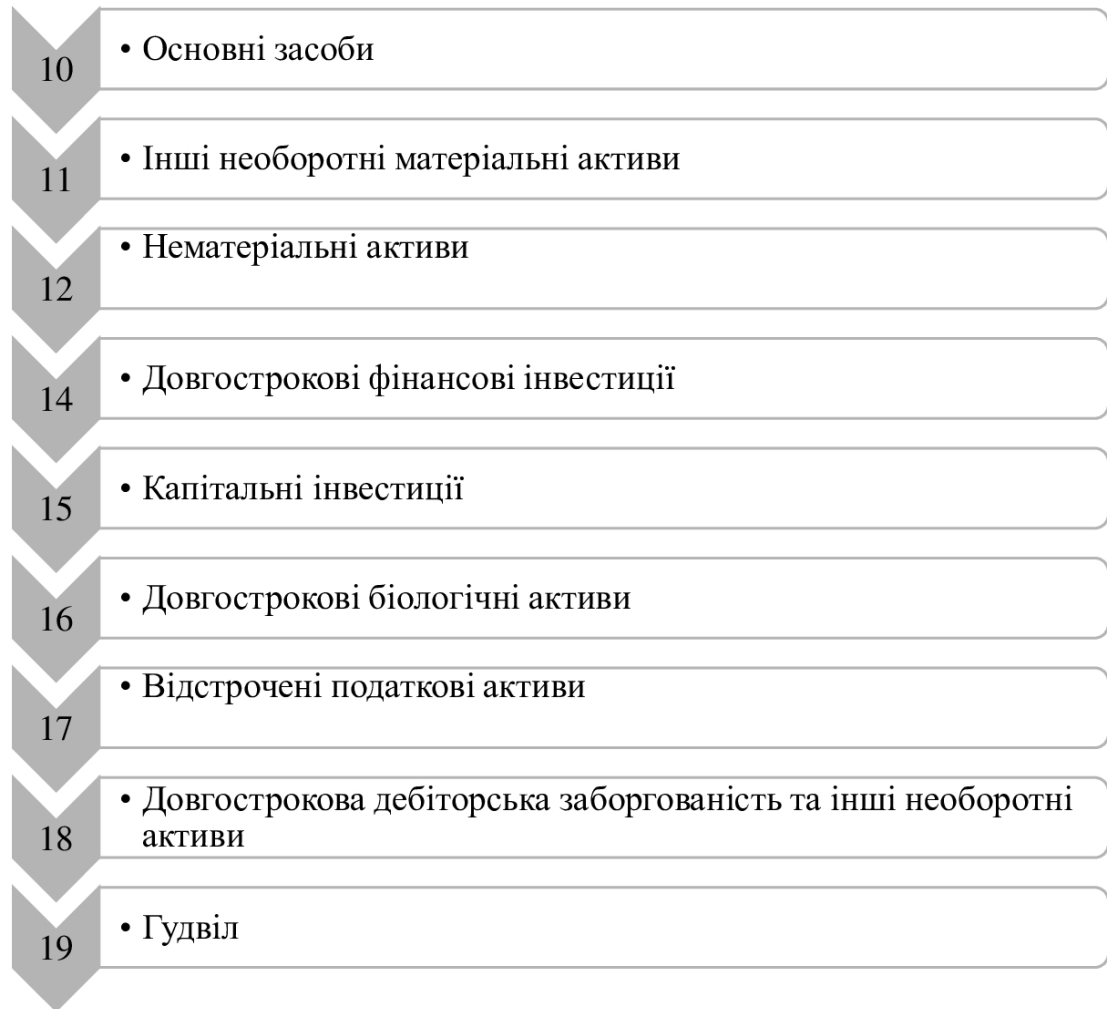 10
• Основні засоби
11
• Інші необоротні матеріальні активи
12
• Нематеріальні активи
14
• Довгострокові фінансові інвестиції
15
• Капітальні інвестиції
16
• Довгострокові біологічні активи
17
• Відстрочені податкові активи
18
• Довгострокова дебіторська заборгованість та інші необоротні
активи
19
• Гудвіл